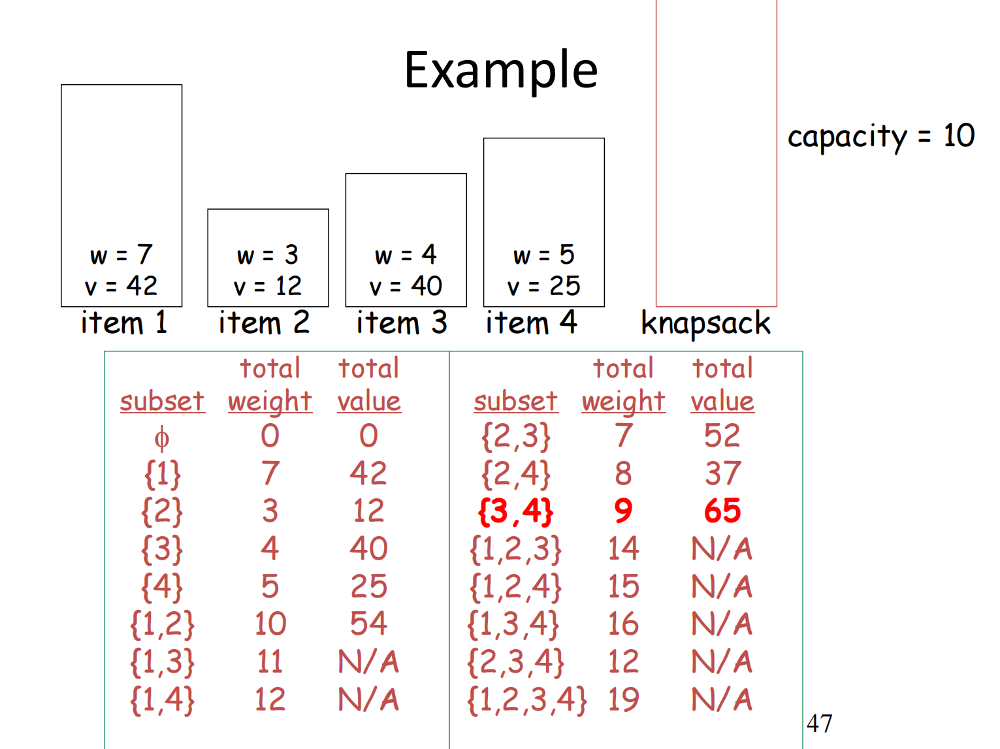 Example
capacity = 10
w = 7
v = 42
item 1
w = 3
v = 12
item 2
w = 4
v = 40
item 3
w = 5
v = 25
item 4
knapsack
total total
subset weight value
ϕ 0 0
{1} 7 42
{2} 3 12
{3} 4 40
{4} 5 25
{1,2} 10 54
{1,3} 11 N/A
{1,4} 12 N/A
total total
subset weight value
{2,3} 7 52
{2,4} 8 37
{3,4} 9 65
{1,2,3} 14 N/A
{1,2,4} 15 N/A
{1,3,4} 16 N/A
{2,3,4} 12 N/A
{1,2,3,4} 19 N/A
47